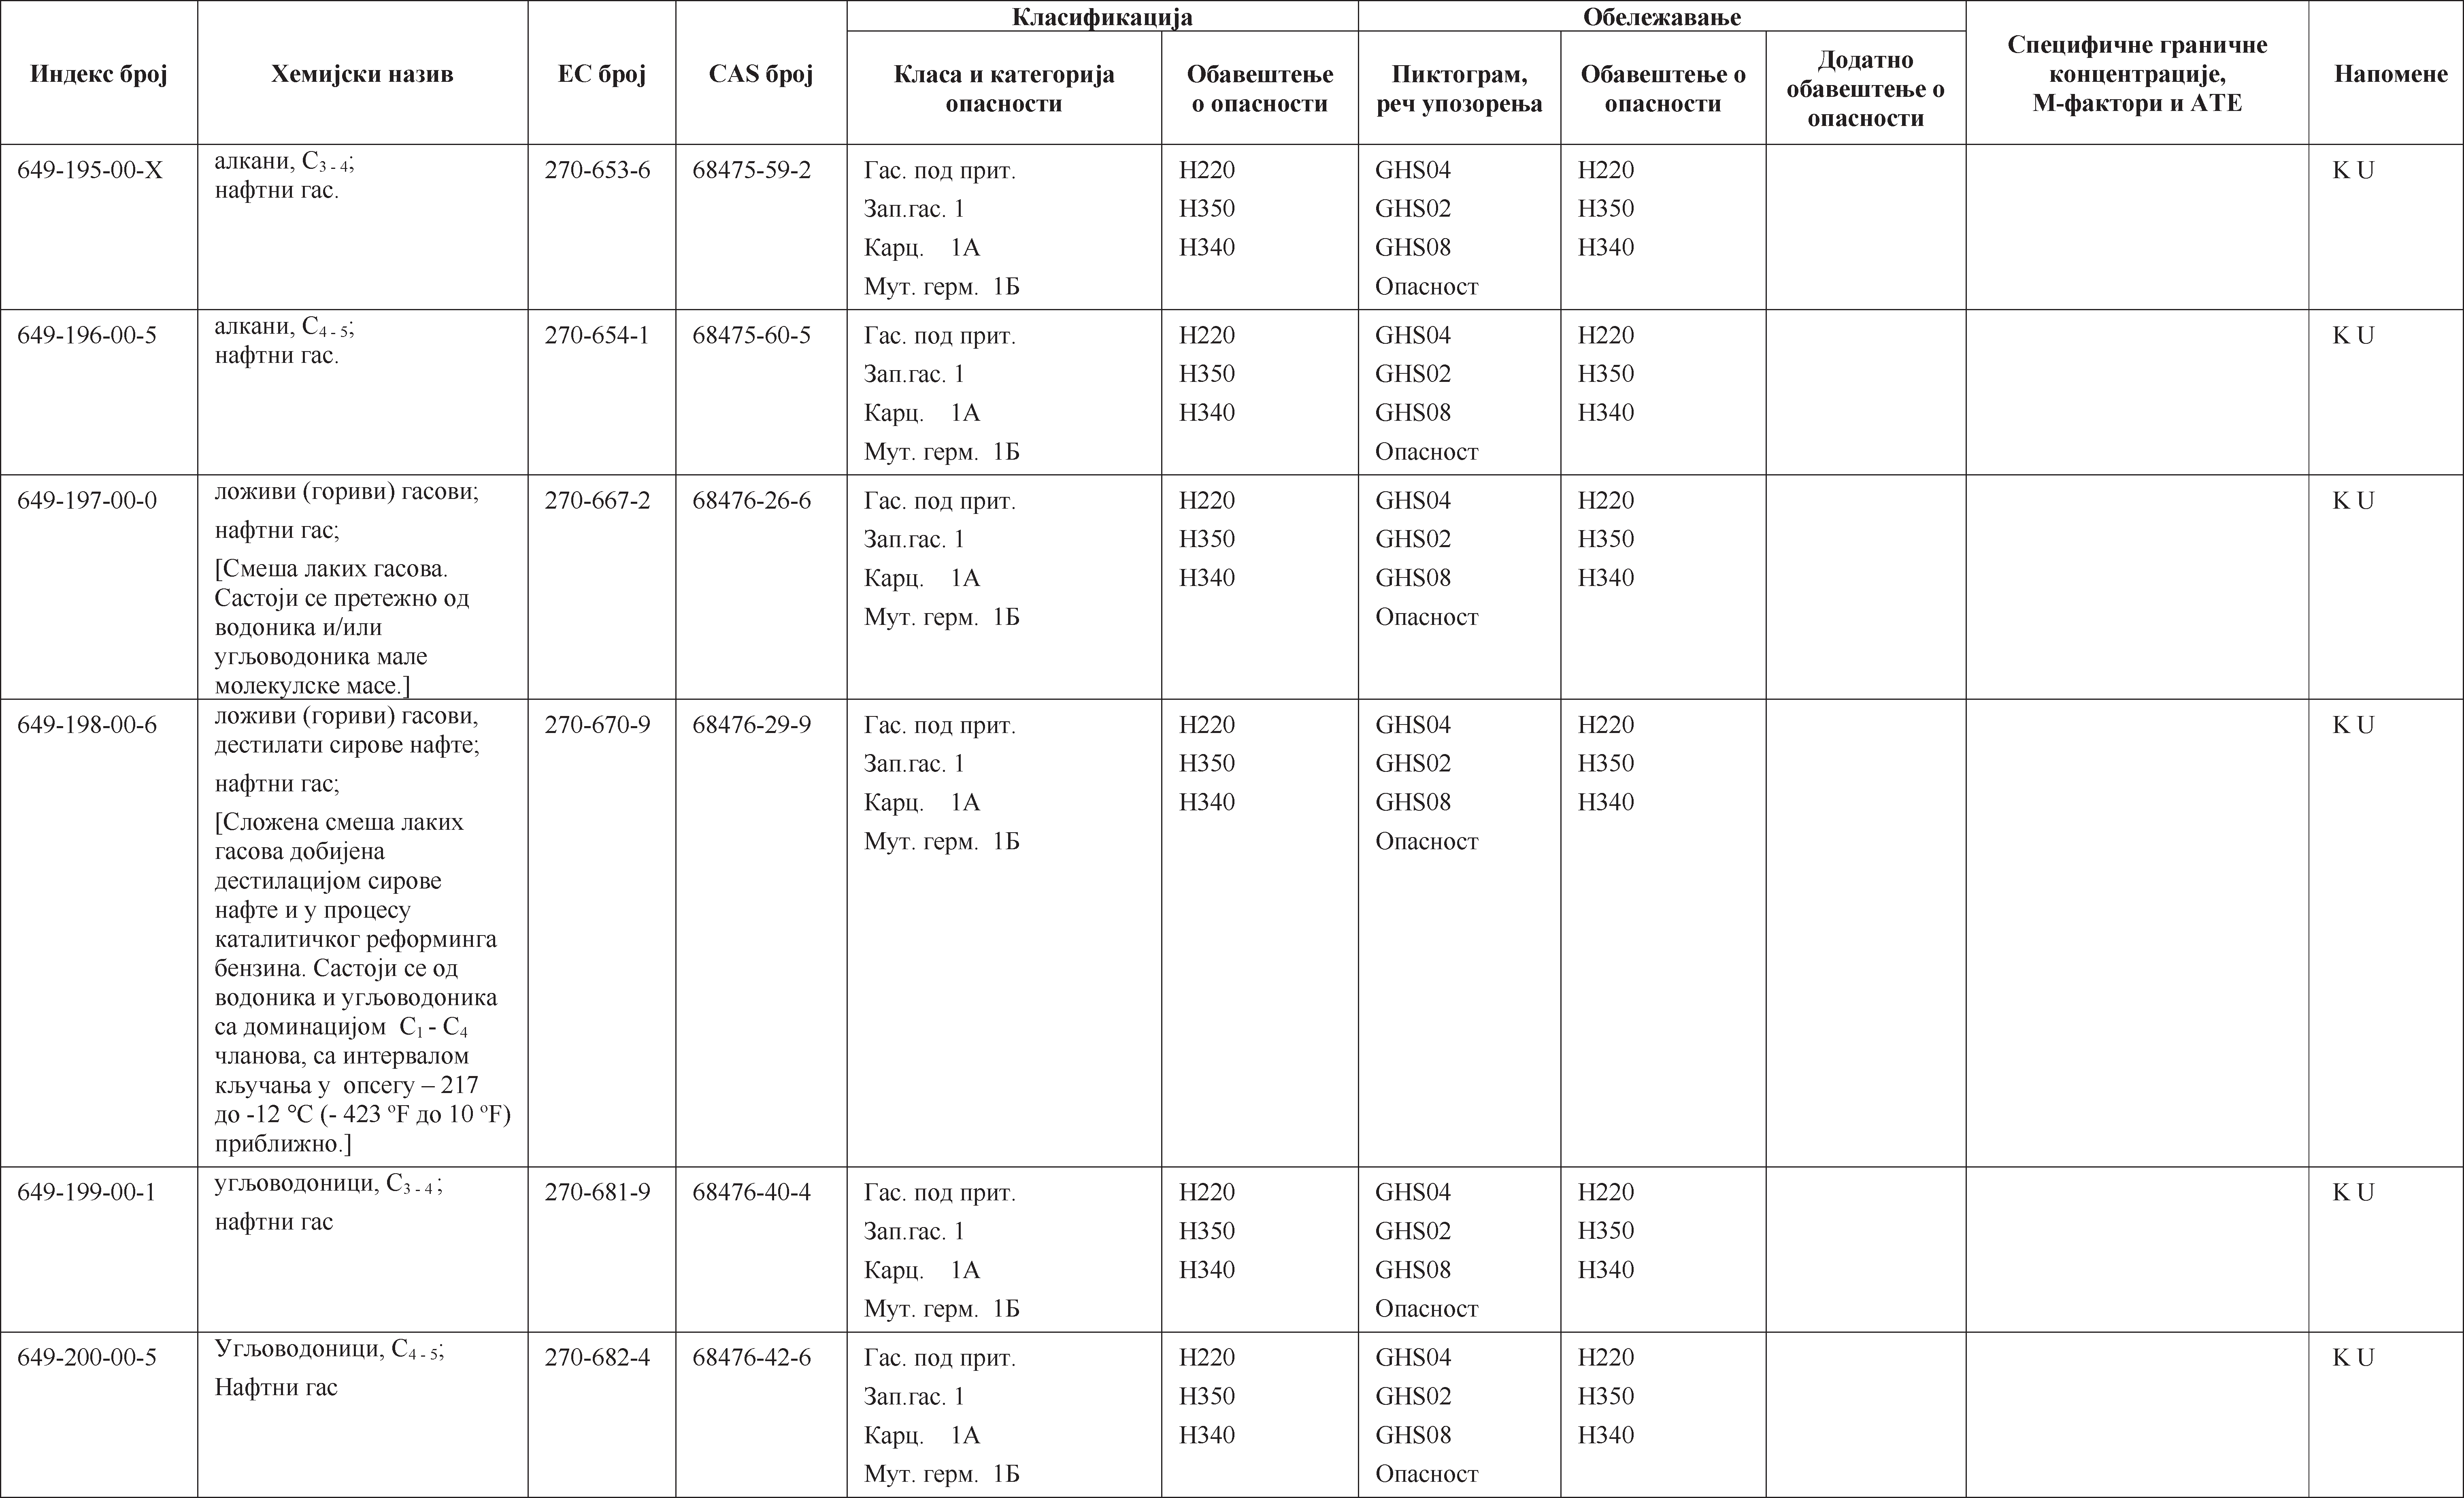 Класификација
Обележавање
Индекс број
Хемијски назив
ЕС број
CAS број
Класа и категорија
опасности
Обавештење
о опасности
Пиктограм,
реч упозорења
Обавештење о
опасности
Додатно
обавештење о
опасности
Специфичне граничне
концентрације,
М-фактори и АТЕ
Напомене
649-195-00-X
алкани, C3 - 4;
нафтни гас.
270-653-6
68475-59-2
Гас. под прит.
Зап.гас. 1
Карц. 1А
Мут. герм. 1Б
H220
H350
H340
GHS04
GHS02
GHS08
Опасност
H220
H350
H340
K U
649-196-00-5
алкани, C4 - 5;
нафтни гас.
270-654-1
68475-60-5
Гас. под прит.
Зап.гас. 1
Карц. 1А
Мут. герм. 1Б
H220
H350
H340
GHS04
GHS02
GHS08
Опасност
H220
H350
H340
K U
649-197-00-0
ложиви (гориви) гасови;
нафтни гас;
[Смеша лаких гасова.
Састоји се претежно од
водоника и/или
угљоводоника мале
молекулске масе.]
270-667-2
68476-26-6
Гас. под прит.
Зап.гас. 1
Карц. 1А
Мут. герм. 1Б
H220
H350
H340
GHS04
GHS02
GHS08
Опасност
H220
H350
H340
K U
649-198-00-6
ложиви (гориви) гасови,
дестилати сирове нафте;
нафтни гас;
[Сложена смеша лаких
гасова добијена
дестилацијом сирове
нафте и у процесу
каталитичког реформинга
бензина. Састоји се од
водоника и угљоводоника
са доминацијом C1 - C4
чланова, са интервалом
кључања у опсегу – 217
до -12 °C (- 423 ºF до 10 ºF)
приближно.]
270-670-9
68476-29-9
Гас. под прит.
Зап.гас. 1
Карц. 1А
Мут. герм. 1Б
H220
H350
H340
GHS04
GHS02
GHS08
Опасност
H220
H350
H340
K U
649-199-00-1
угљоводоници, C3 - 4 ;
нафтни гас
270-681-9
68476-40-4
Гас. под прит.
Зап.гас. 1
Карц. 1А
Мут. герм. 1Б
H220
H350
H340
GHS04
GHS02
GHS08
Опасност
H220
H350
H340
K U
649-200-00-5
Угљоводоници, C4 - 5;
Нафтни гас
270-682-4
68476-42-6
Гас. под прит.
Зап.гас. 1
Карц. 1А
Мут. герм. 1Б
H220
H350
H340
GHS04
GHS02
GHS08
Опасност
H220
H350
H340
K U